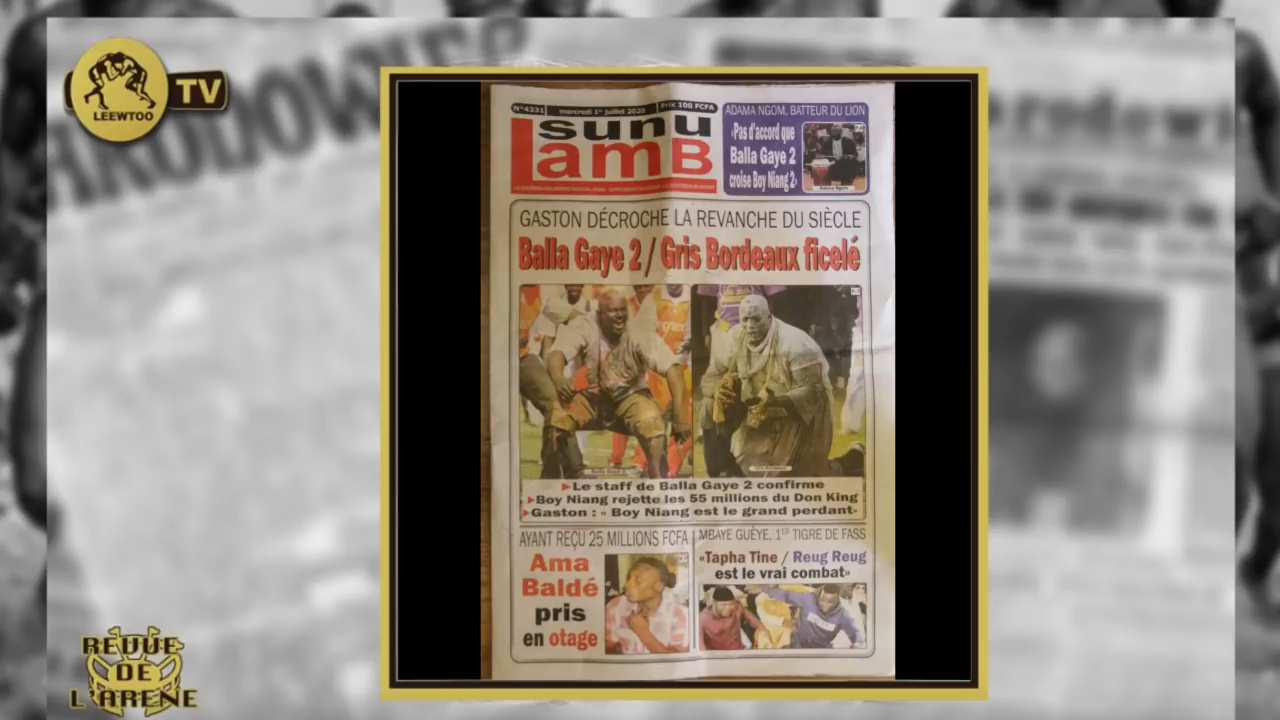 LEEWTOO
TV
N°4231
mercredi 1er juillet 2020
Prix 100 FCFA
sunu
LamB
ADAMA NGOM, BATTEUR DU LION
«Pas d'accord que
Balla Gaye 2
croise Boy Niang 2»
Adama Ngom
GASTON DÉCROCHE LA REVANCHE DU SIÈCLE
Balla Gaye 2 / Gris Bordeaux ficelé
Le staff de Balla Gaye 2 confirme
Boy Niang rejette les 55 millions du Don King
Gaston : « Boy Niang est le grand perdant»
AYANT REÇU 25 MILLIONS FCFA
Ama
Baldé
pris
en otage
MBAYE GUÈYE, 1ER TIGRE DE FASS
«Tapha Tine / Reug Reug
est le vrai combat»
REVUE
DE
L'ARENE